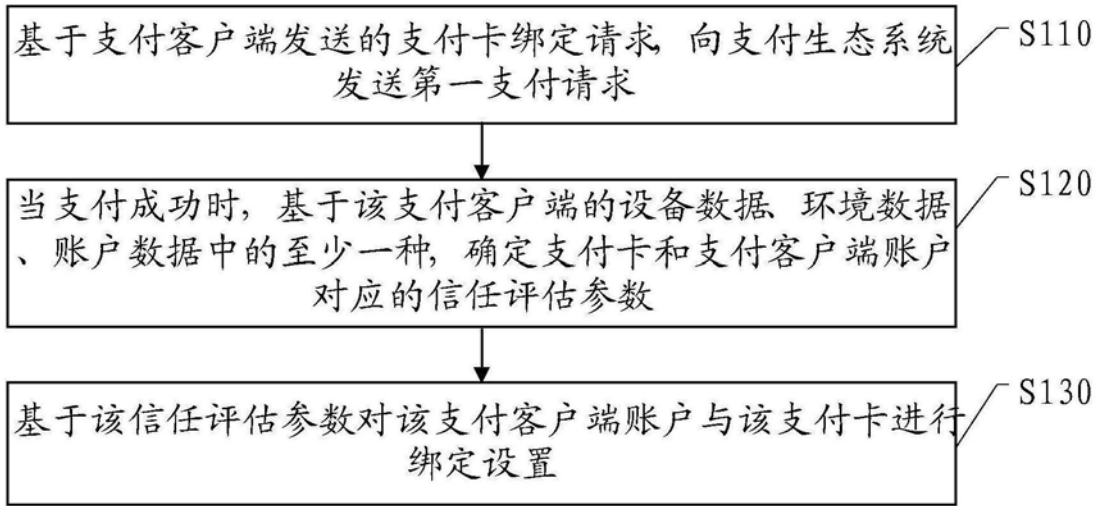 基于支付客户端发送的支付卡绑定请求，向支付生态系统
发送第一支付请求
S110
当支付成功时，基于该支付客户端的设备数据、环境数据
、账户数据中的至少一种，确定支付卡和支付客户端账户
对应的信任评估参数
S120
基于该信任评估参数对该支付客户端账户与该支付卡进行
绑定设置
S130